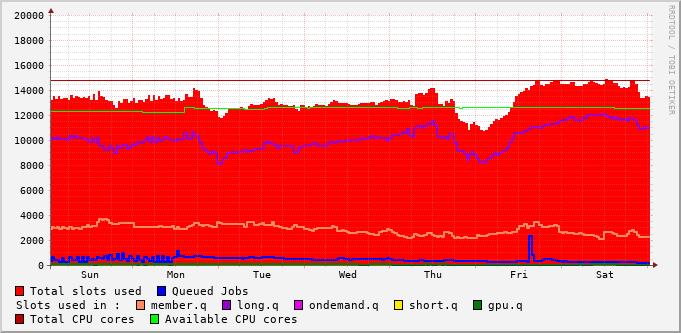 20000
18000
16000
14000
12000
10000
8000
6000
4000
2000
0
Sun Mon Tue Wed Thu Fri Sat
RRDTOOL / TOBI OETIKER
Total slots used Queued Jobs
Slots used in : member.q long.q ondemand.q short.q gpu.q
Total CPU cores Available CPU cores